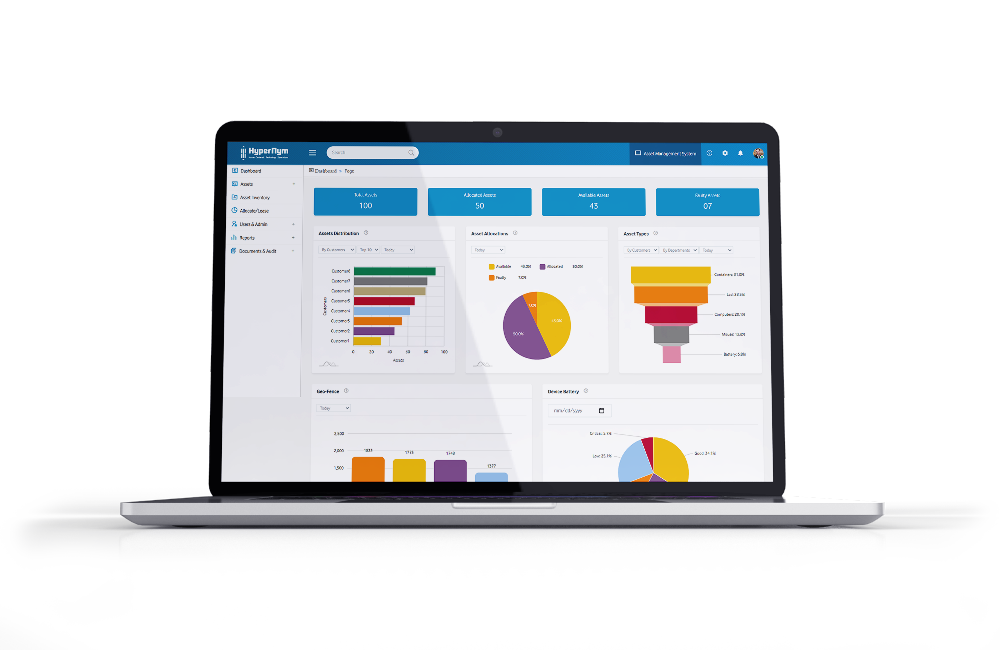 HyperNym
Human Centered | Technology | Operations
Search
Asset Management System
Dashboard
Assets +
Asset Inventory
Allocate/Lease
Users & Admin +
Reports +
Documents & Audit +
Dashboard » Page
Total Assets
100
Allocated Assets
50
Available Assets
43
Faulty Assets
07
Assets Distribution
By Customers Top 10 Today
Customers
Customer8
Customer7
Customer6
Customer5
Customer4
Customer3
Customer2
Customer1
0 20 40 60 80 100
Assets
Asset Allocations
Today
Available 43.0% Allocated 50.0%
Faulty 7.0%
7.0%
43.0%
50.0%
Asset Types
By Customers By Departments Today
Containers: 31.0%
Led: 28.5%
Computers: 20.1%
Mouse: 13.6%
Battery: 6.8%
Geo-Fence
Today
2,500
2,000
1,500
1833
1773
1748
1377
Device Battery
mm/dd/yyyy
Critical: 5.7%
Low: 25.1%
Good: 34.1%